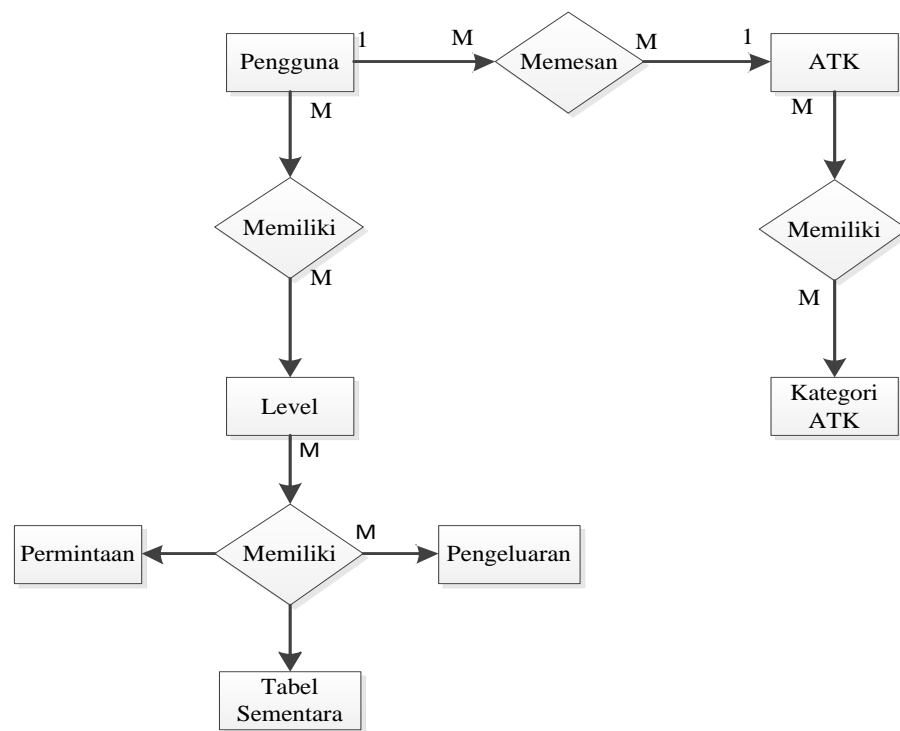 1
M
M
1
Pengguna
Memesan
ATK
M
M
Memiliki
Memiliki
M
M
Level
Kategori
ATK
M
Permintaan
Memiliki
M
Pengeluaran
Tabel
Sementara